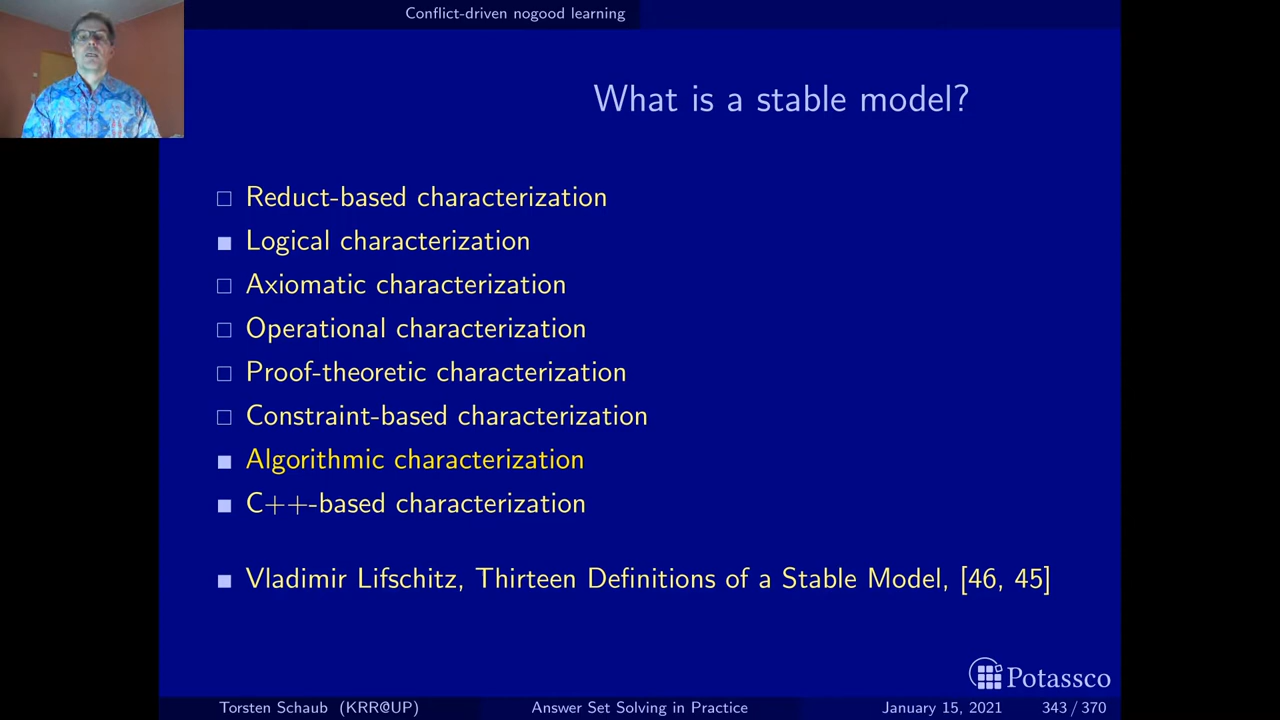 Conflict-driven nogood learning
What is a stable model?
Reduct-based characterization
Logical characterization
Axiomatic characterization
Operational characterization
Proof-theoretic characterization
Constraint-based characterization
Algorithmic characterization
C++-based characterization
Vladimir Lifschitz, Thirteen Definitions of a Stable Model, [46, 45]
Potassco
Torsten Schaub (KRR@UP) Answer Set Solving in Practice January 15, 2021 343 / 370